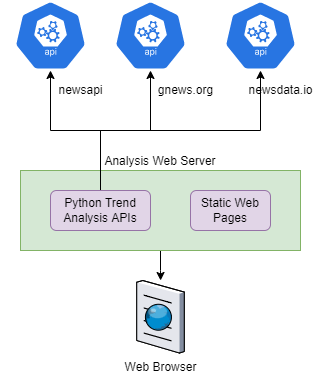 api
api
api
newsapi
gnews.org
newsdata.io
Analysis Web Server
Python Trend
Analysis APIs
Static Web
Pages
Web Browser